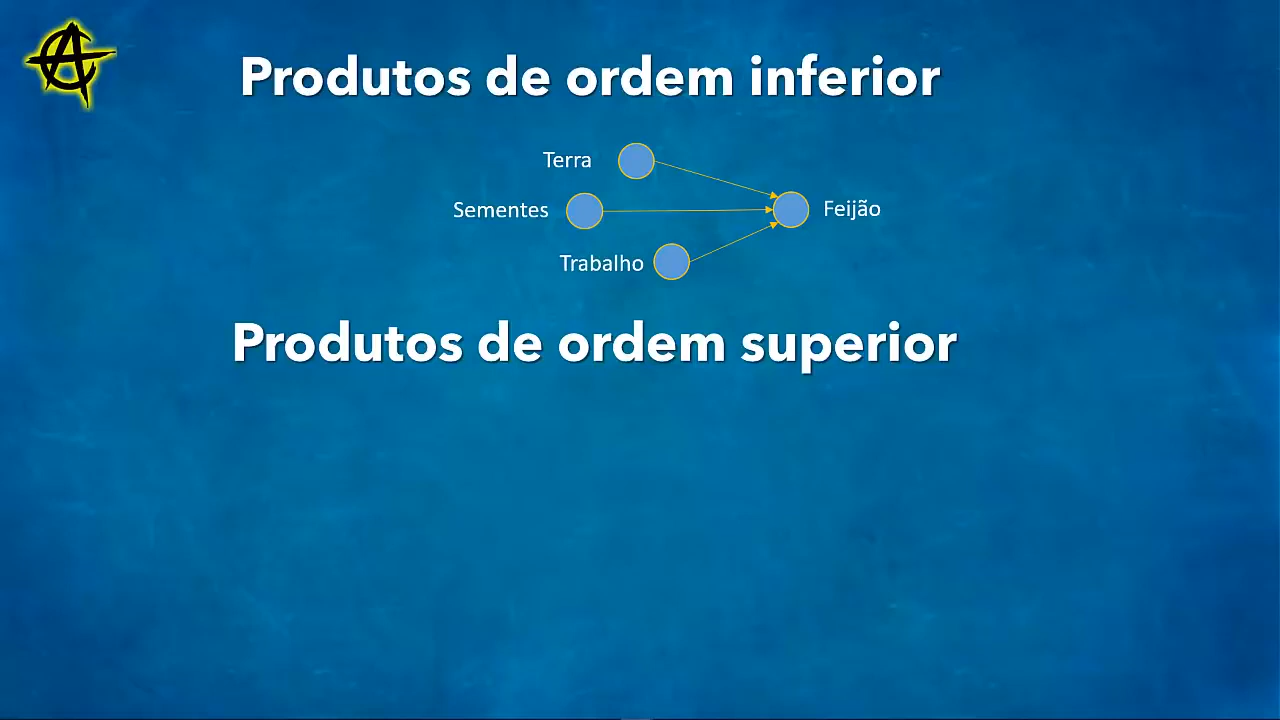 Produtos de ordem inferior
Terra
Sementes
Feijão
Trabalho
Produtos de ordem superior